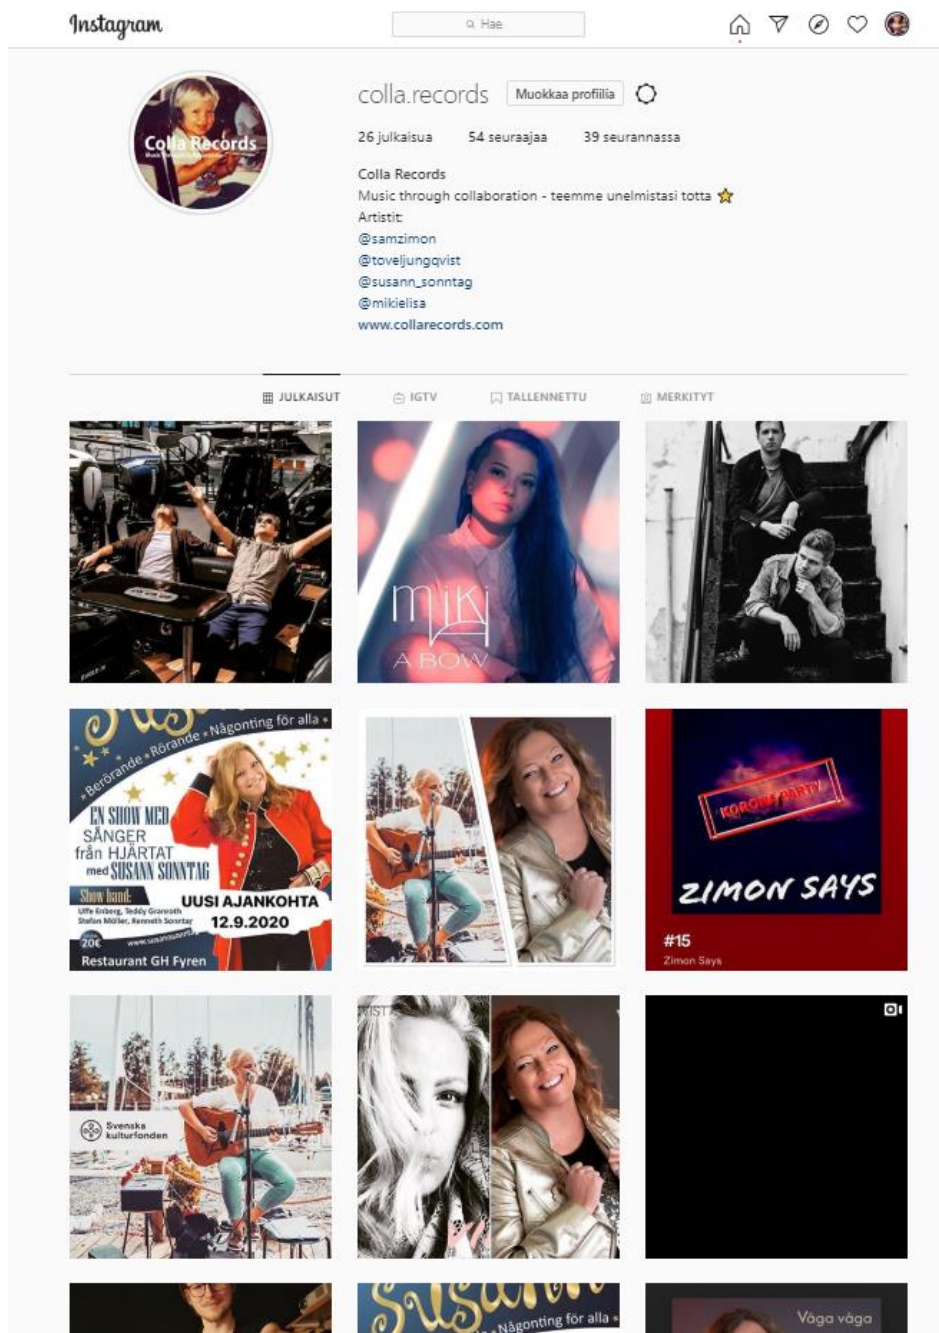 Instagram
Hae
colla.records Muokkaa profiilia
26 julkaisua 54 seuraajaa 39 seurannassa
Colla Records
Colla Records
Music through collaboration - teemme unelmistasi totta
Artistit:
@samzimon
@toveljungqvist
@susann_sonntag
@mikielisa
www.collarecords.com
JULKAISUT IGTV TALLENNETTU MERKITYT
miki
A BOW
Berörande * Rörande * Någonting för alla
EN SHOW MED
SÅNGER
från HJÄRTAT
med SUSANN SONNTAG
Show band:
Uffe Enberg, Teddy Granroth
Stefan Möller, Kenneth Sonntag
20€
UUSI AJANKOHTA
12.9.2020
Restaurant GH Fyren
KORONA PARTY
ZIMON SAYS
#15
Zimon Says
Svenska
kulturfonden
Susann
Någonting för alla
Våga våga